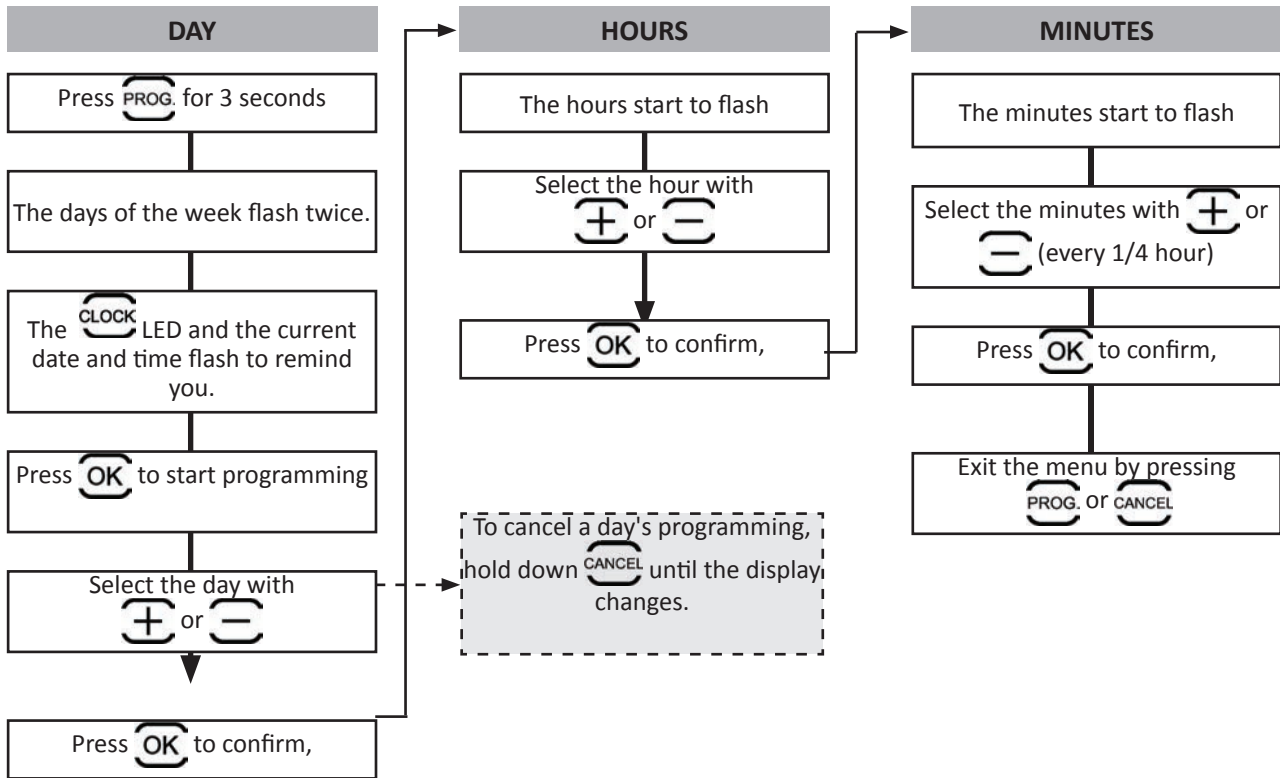 DAY
Press PROG. for 3 seconds
The days of the week flash twice.
The CLOCK LED and the current
date and time flash to remind
you.
Press OK to start programming
Select the day with
+ or −
Press OK to confirm,
HOURS
The hours start to flash
Select the hour with
+ or −
Press OK to confirm,
To cancel a day's programming,
hold down CANCEL until the display
changes.
MINUTES
The minutes start to flash
Select the minutes with + or
− (every 1/4 hour)
Press OK to confirm,
Exit the menu by pressing
PROG. or CANCEL